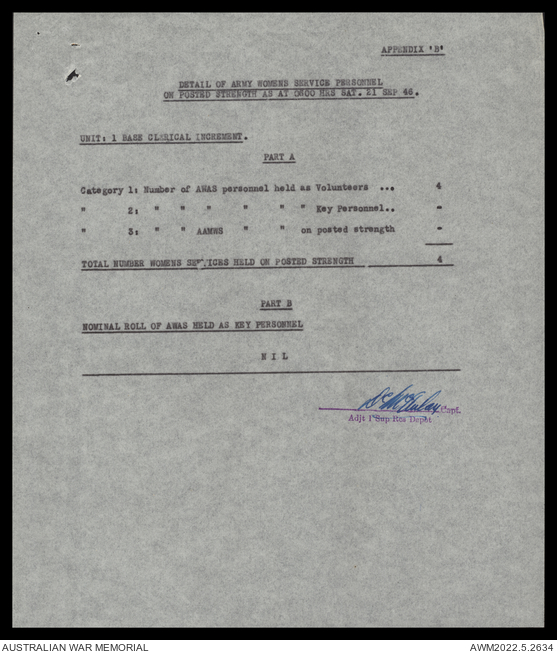 APPENDIX 'B'
DETAIL OF ARMY WOMENS SERVICE PERSONNEL
ON POSTED STRENGTH AS AT HRS SAT. 21 SEP 46.
UNIT: 1 BASE CLERICAL INCREMENT.
PART A
Category 1: Number of AWAS personnel held as Volunteers ... 4
" 2: " " " " " " Key Personnel.. -
" 3: " " AAMWS " " on posted strength -
TOTAL NUMBER WOMENS SERVICES HELD ON POSTED STRENGTH 4
PART B
NOMINAL ROLL OF AWAS HELD AS KEY PERSONNEL
N I L
Capt.
Adjt 1 Sup Res Depot
AUSTRALIAN WAR MEMORIAL
AWM2022.5.2634